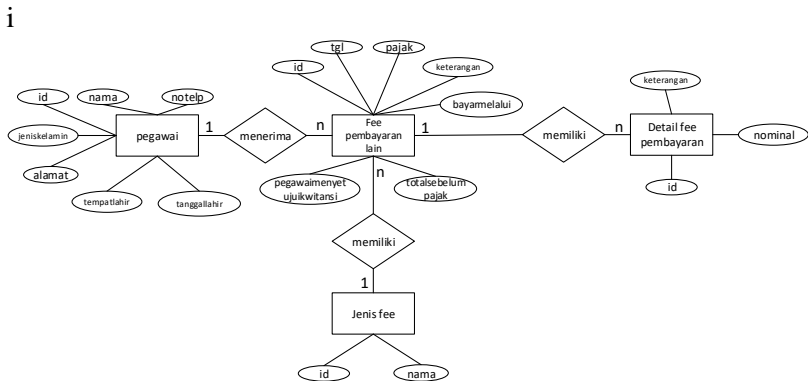 i
tgl
pajak
id
keterangan
bayarmelalui
keterangan
id
nama
notelp
jeniskelamin
pegawai
1
menerima
n
Fee
pembayaran
lain
1
memiliki
n
Detail fee
pembayaran
nominal
alamat
tempatlahir
tanggallahir
pegawaimenyet
ujuikwitansi
n
totalsebelum
pajak
id
memiliki
1
Jenis fee
id
nama